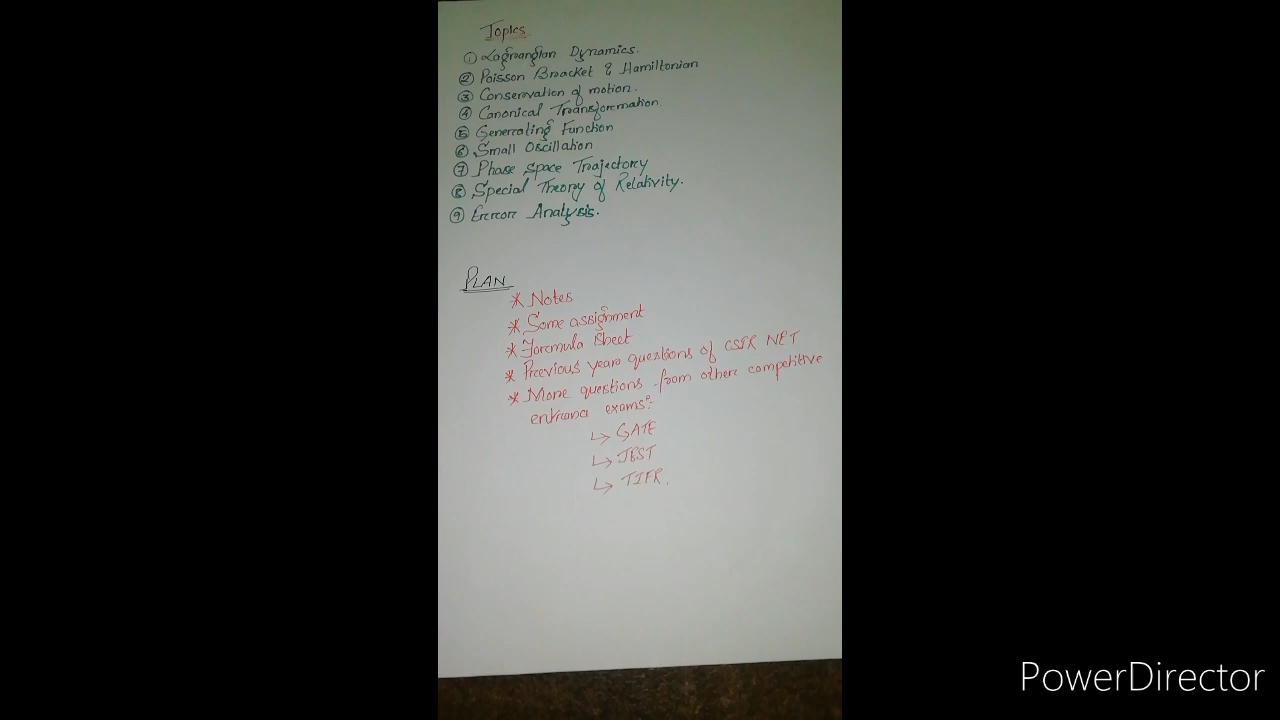 Topics
① Lagrangian Dynamics.
② Poisson Bracket & Hamiltonian
③ Conservation of motion.
④ Canonical Transformation.
⑤ Generating Function
⑥ Small Oscillation
⑦ Phase space Trajectory
⑧ Special Theory of Relativity.
⑨ Error Analysis.
PLAN
* Notes
* Some assignment
* Formula Sheet
* Previous years questions of CSIR NET
* More questions from other competitive
entrance exams:-
↳ GATE
↳ JEST
↳ TIFR.
PowerDirector